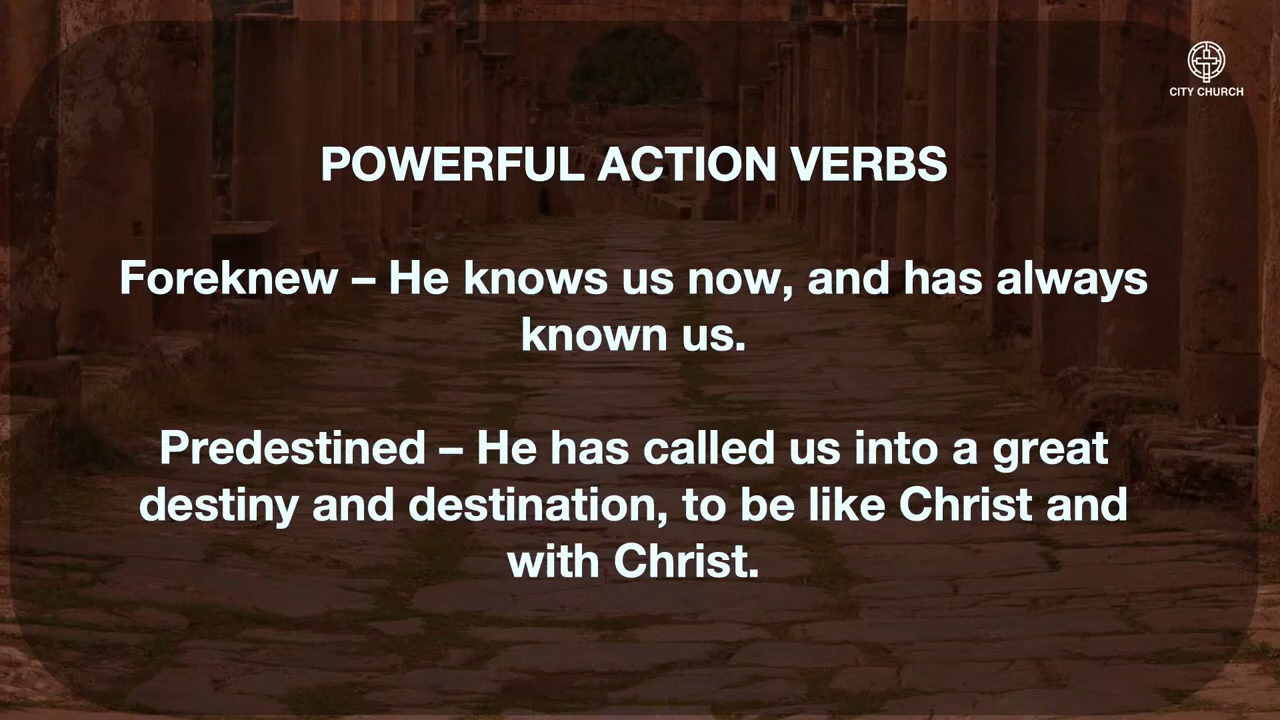 CITY CHURCH
POWERFUL ACTION VERBS
Foreknew – He knows us now, and has always
known us.
Predestined – He has called us into a great
destiny and destination, to be like Christ and
with Christ.